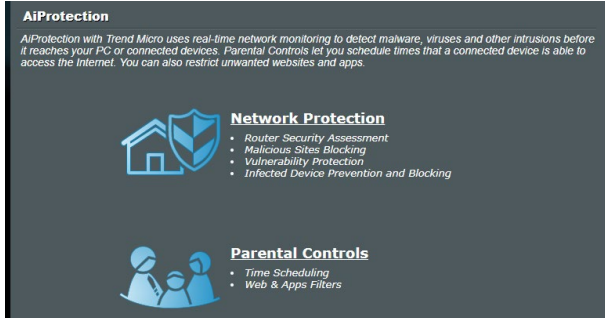 AiProtection
AiProtection with Trend Micro uses real-time network monitoring to detect malware, viruses and other intrusions before
it reaches your PC or connected devices. Parental Controls let you schedule times that a connected device is able to
access the Internet. You can also restrict unwanted websites and apps.
Network Protection
• Router Security Assessment
• Malicious Sites Blocking
• Vulnerability Protection
• Infected Device Prevention and Blocking
Parental Controls
• Time Scheduling
• Web & Apps Filters